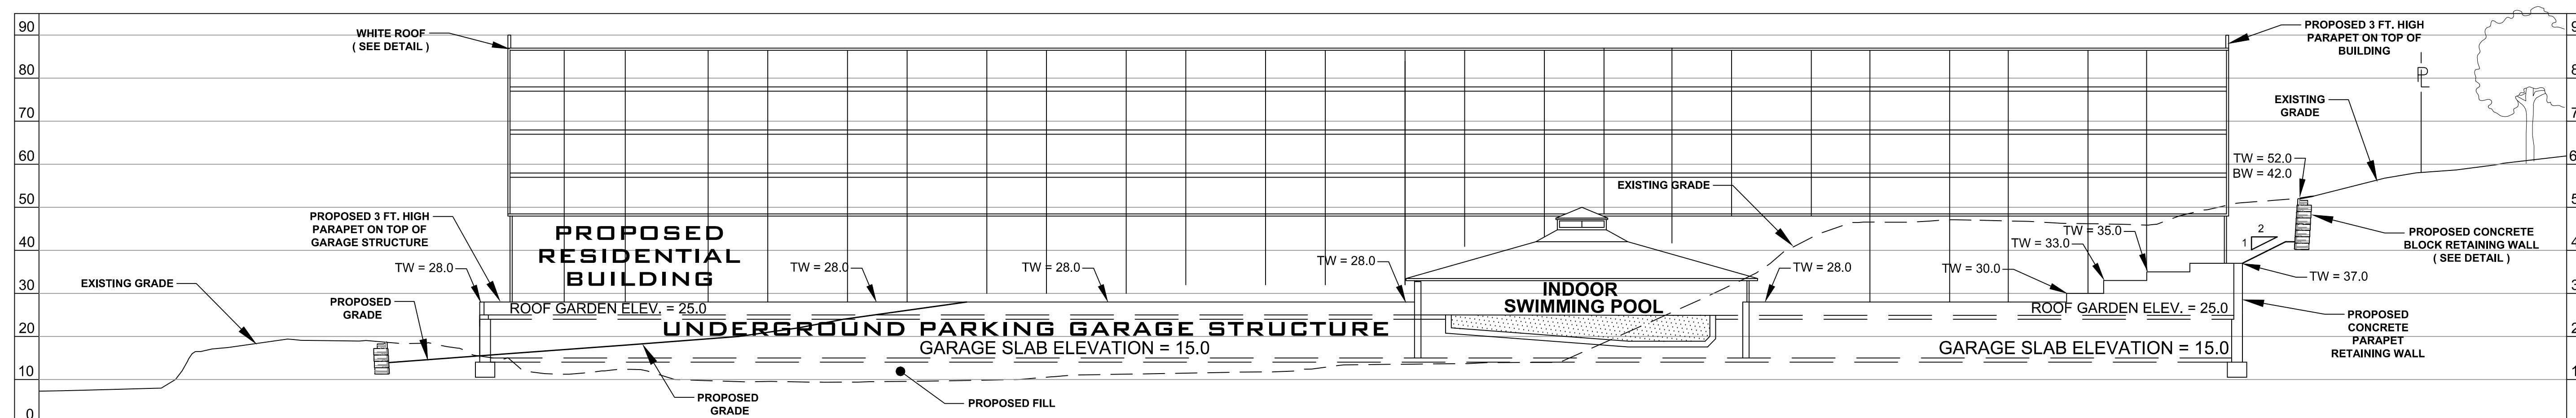 90
80
70
60
50
40
30
20
10
0
WHITE ROOF
( SEE DETAIL )
PROPOSED 3 FT. HIGH
PARAPET ON TOP OF
BUILDING
P
L
EXISTING
GRADE
TW = 52.0
BW = 42.0
EXISTING GRADE
PROPOSED 3 FT. HIGH
PARAPET ON TOP OF
GARAGE STRUCTURE
PROPOSED
RESIDENTIAL
BUILDING
TW = 35.0
TW = 33.0
2
1
PROPOSED CONCRETE
BLOCK RETAINING WALL
( SEE DETAIL )
TW = 28.0
TW = 28.0
TW = 28.0
TW = 28.0
TW = 28.0
TW = 30.0
TW = 37.0
EXISTING GRADE
PROPOSED
GRADE
ROOF GARDEN ELEV. = 25.0
INDOOR
SWIMMING POOL
ROOF GARDEN ELEV. = 25.0
UNDERGROUND PARKING GARAGE STRUCTURE
GARAGE SLAB ELEVATION = 15.0
GARAGE SLAB ELEVATION = 15.0
PROPOSED
CONCRETE
PARAPET
RETAINING WALL
PROPOSED
GRADE
PROPOSED FILL